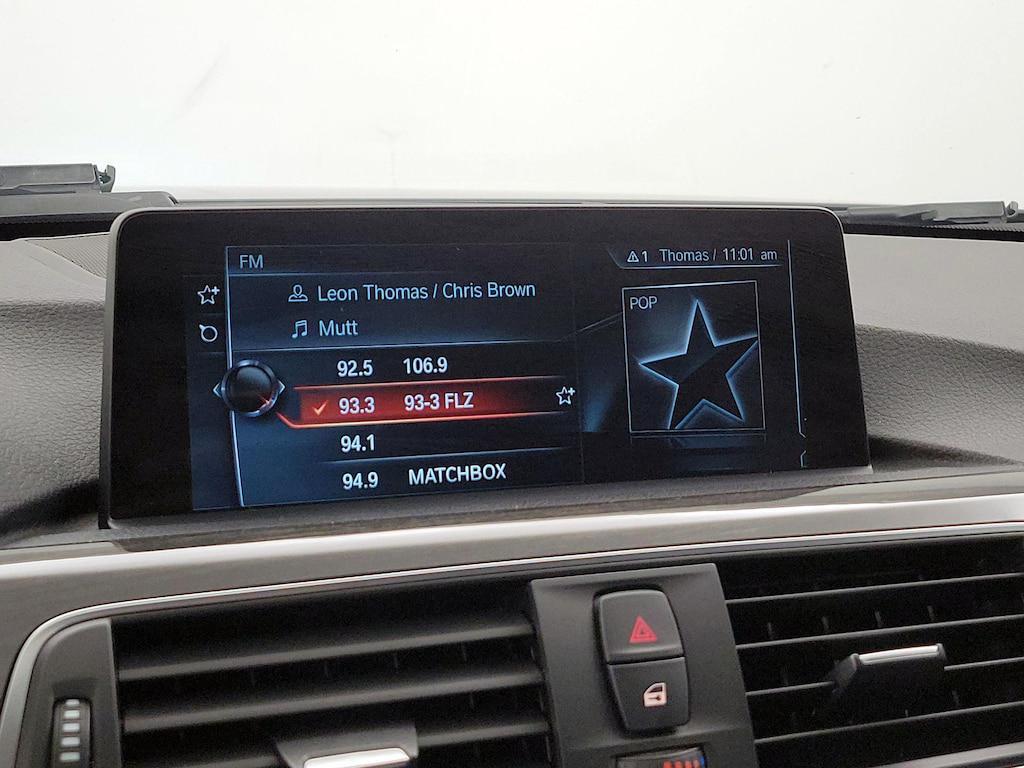 FM
⚠1 Thomas / 11:01 am
Leon Thomas / Chris Brown
Mutt
POP
92.5 106.9
93.3 93-3 FLZ
94.1
94.9 MATCHBOX